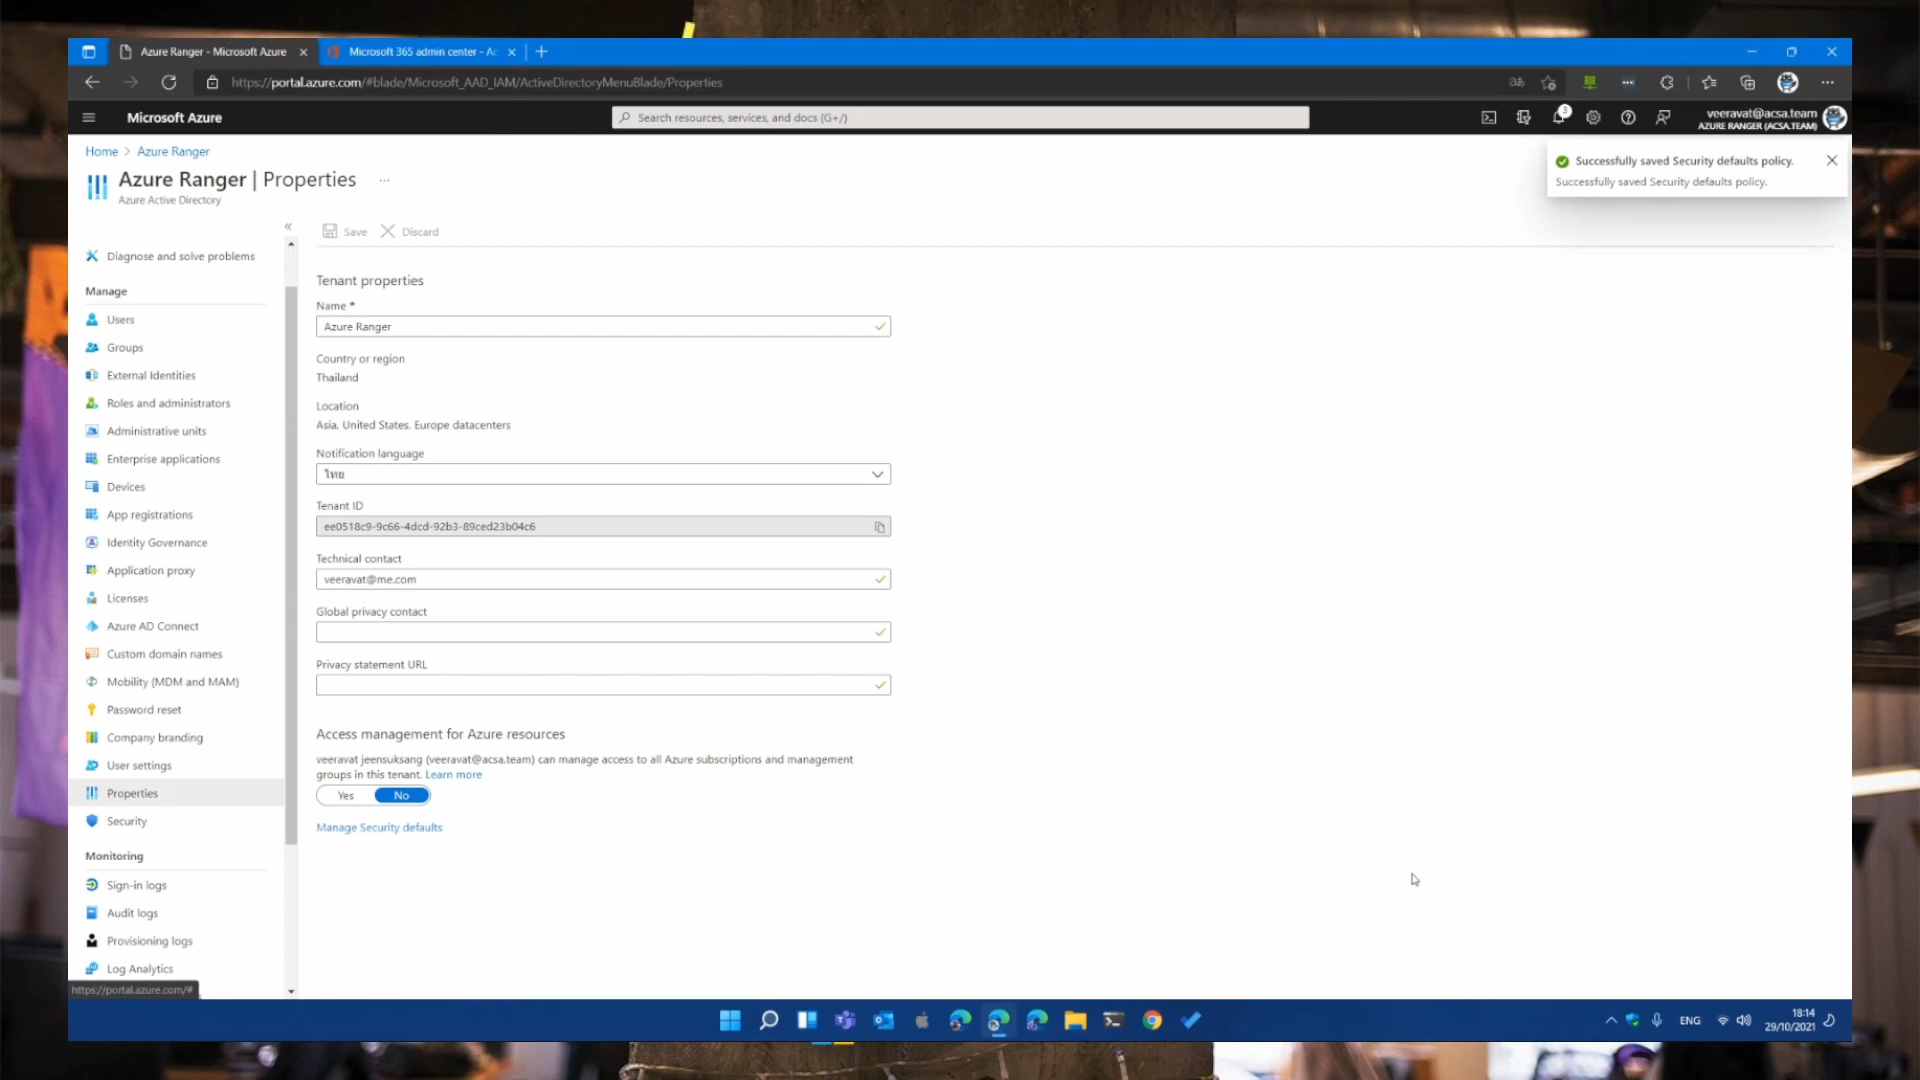 Azure Ranger - Microsoft Azure
Microsoft 365 admin center - Ac
https://portal.azure.com/#blade/Microsoft_AAD_IAM/ActiveDirectoryMenuBlade/Properties
Microsoft Azure
Search resources, services, and docs (G+/)
3
veeravat@acsa.team
AZURE RANGER (ACSA.TEAM)
Home > Azure Ranger
Azure Ranger | Properties ...
Azure Active Directory
Successfully saved Security defaults policy.
Successfully saved Security defaults policy.
«
Save
Discard
Diagnose and solve problems
Manage
Users
Groups
External Identities
Roles and administrators
Administrative units
Enterprise applications
Devices
App registrations
Identity Governance
Application proxy
Licenses
Azure AD Connect
Custom domain names
Mobility (MDM and MAM)
Password reset
Company branding
User settings
Properties
Security
Monitoring
Sign-in logs
Audit logs
Provisioning logs
Log Analytics
https://portal.azure.com/#
Tenant properties
Name *
Azure Ranger
Country or region
Thailand
Location
Asia, United States, Europe datacenters
Notification language
ไทย
Tenant ID
ee0518c9-9c66-4dcd-92b3-89ced23b04c6
Technical contact
veeravat@me.com
Global privacy contact
Privacy statement URL
Access management for Azure resources
veeravat jeensuksang (veeravat@acsa.team) can manage access to all Azure subscriptions and management
groups in this tenant. Learn more
Yes
No
Manage Security defaults
ENG
18:14
29/10/2021